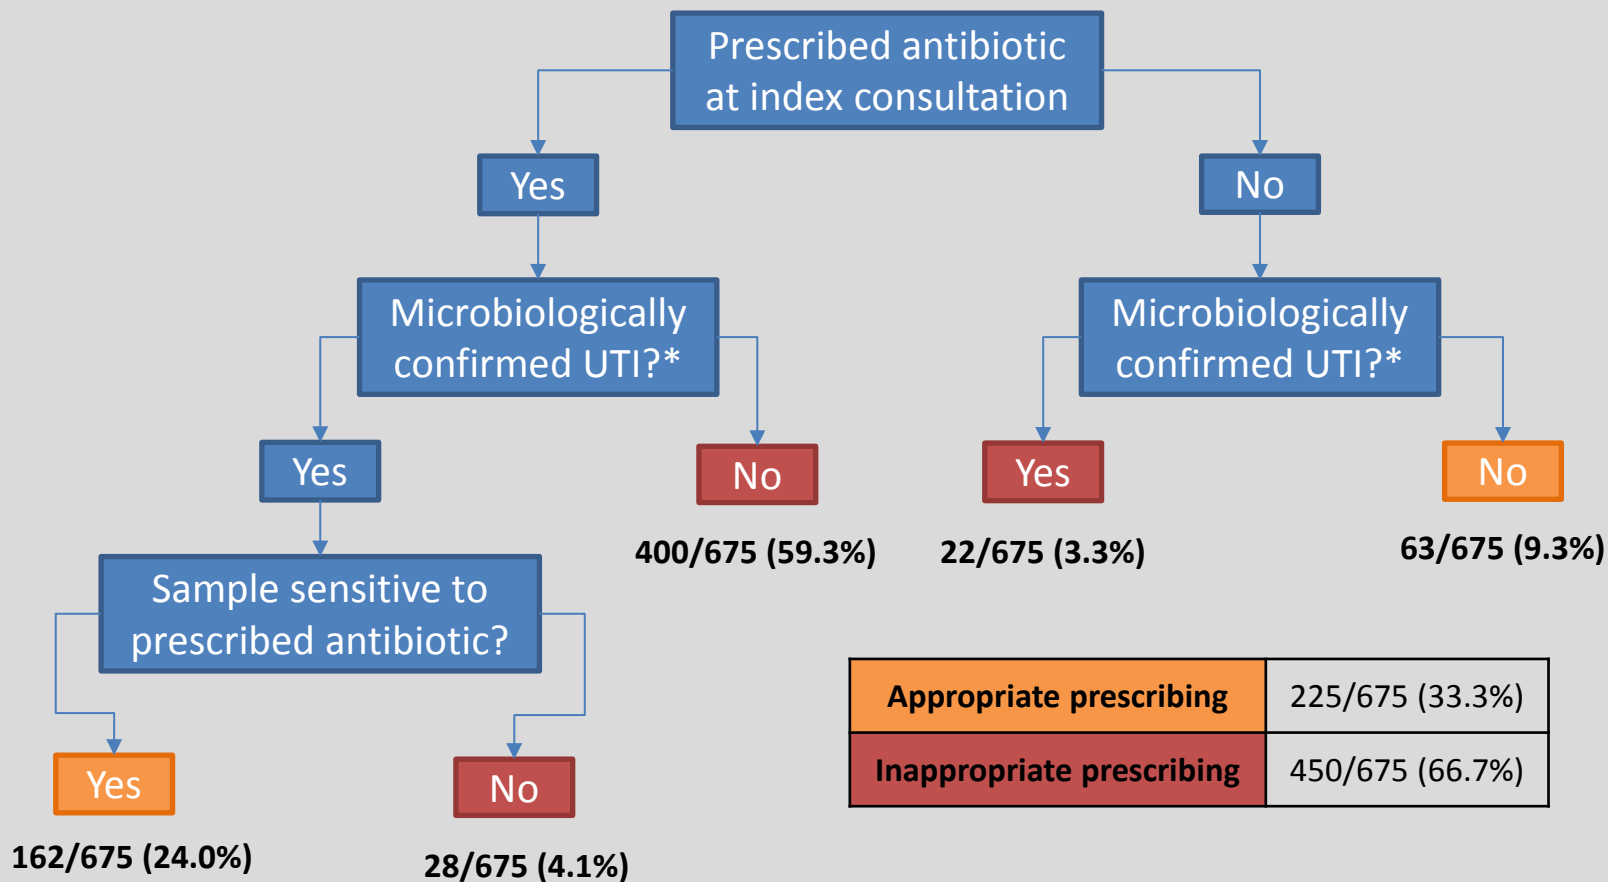 Prescribed antibiotic
at index consultation
Yes
No
Microbiologically
confirmed UTI?*
Microbiologically
confirmed UTI?*
Yes
No
Yes
No
400/675 (59.3%)
22/675 (3.3%)
63/675 (9.3%)
Sample sensitive to
prescribed antibiotic?
Yes
No
162/675 (24.0%)
28/675 (4.1%)
Appropriate prescribing 225/675 (33.3%)
Inappropriate prescribing 450/675 (66.7%)